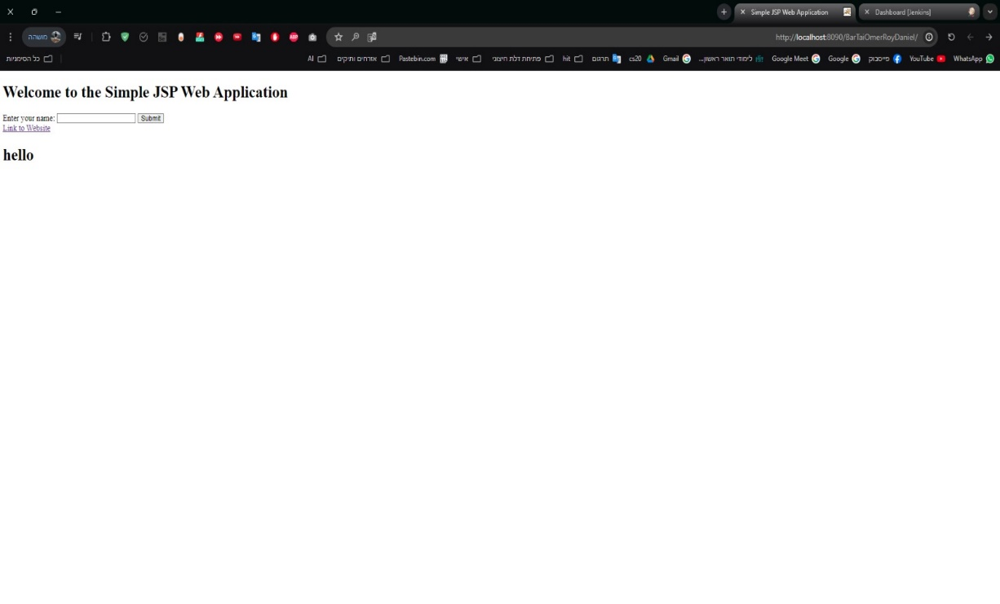 Simple JSP Web Application
Dashboard [Jenkins]
מושהה
http://localhost:8090/BarTaiOmerRoyDaniel/
WhatsApp
YouTube
פייסבוק
Google
Google Meet
לימודי תואר ראשון...
Gmail
cs20
תרגום
hit
פתיחת דלת חיצוני
אישי
Pastebin.com
אזרחים ותיקים
AI
כל הסימניות
Welcome to the Simple JSP Web Application
Enter your name: Submit
Link to Website
hello